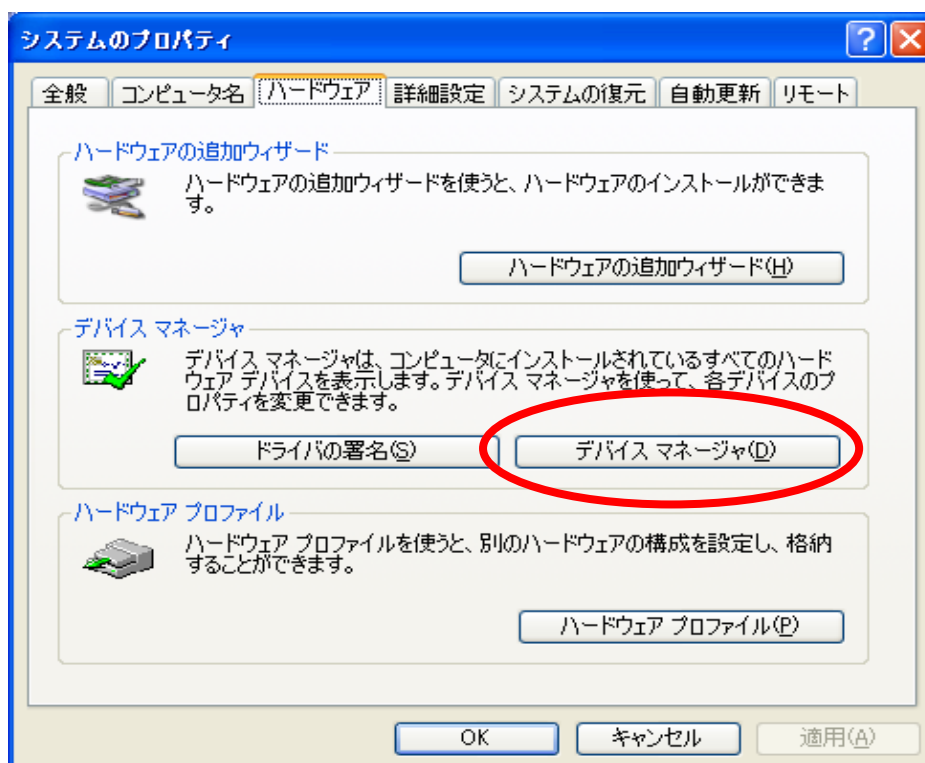 システムのプロパティ
全般 コンピュータ名 ハードウェア 詳細設定 システムの復元 自動更新 リモート
ハードウェアの追加ウィザード
ハードウェアの追加ウィザードを使うと、ハードウェアのインストールができま
す。
ハードウェアの追加ウィザード(H)
デバイス マネージャ
デバイス マネージャは、コンピュータにインストールされているすべてのハード
ウェア デバイスを表示します。デバイス マネージャを使って、各デバイスのプ
ロパティを変更できます。
ドライバの署名(S) デバイス マネージャ(D)
ハードウェア プロファイル
ハードウェア プロファイルを使うと、別のハードウェアの構成を設定し、格納
することができます。
ハードウェア プロファイル(P)
OK キャンセル 適用(A)